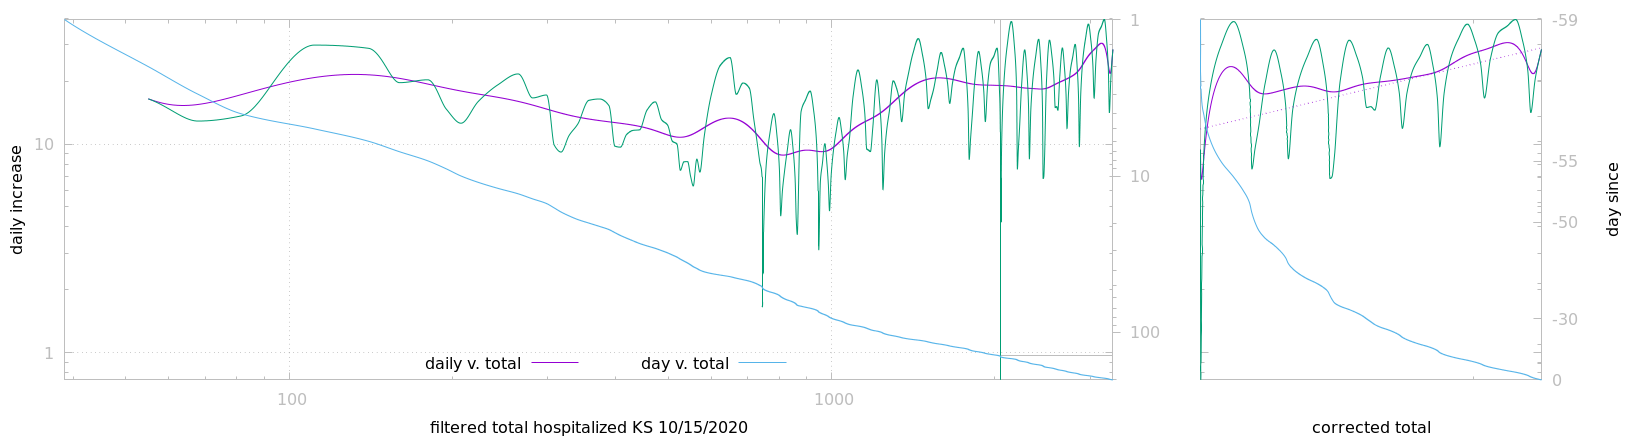 1
-59
10
daily increase
10
-55
-50
day since
100
-30
1
daily v. total
day v. total
0
100
1000
filtered total hospitalized KS 10/15/2020
corrected total